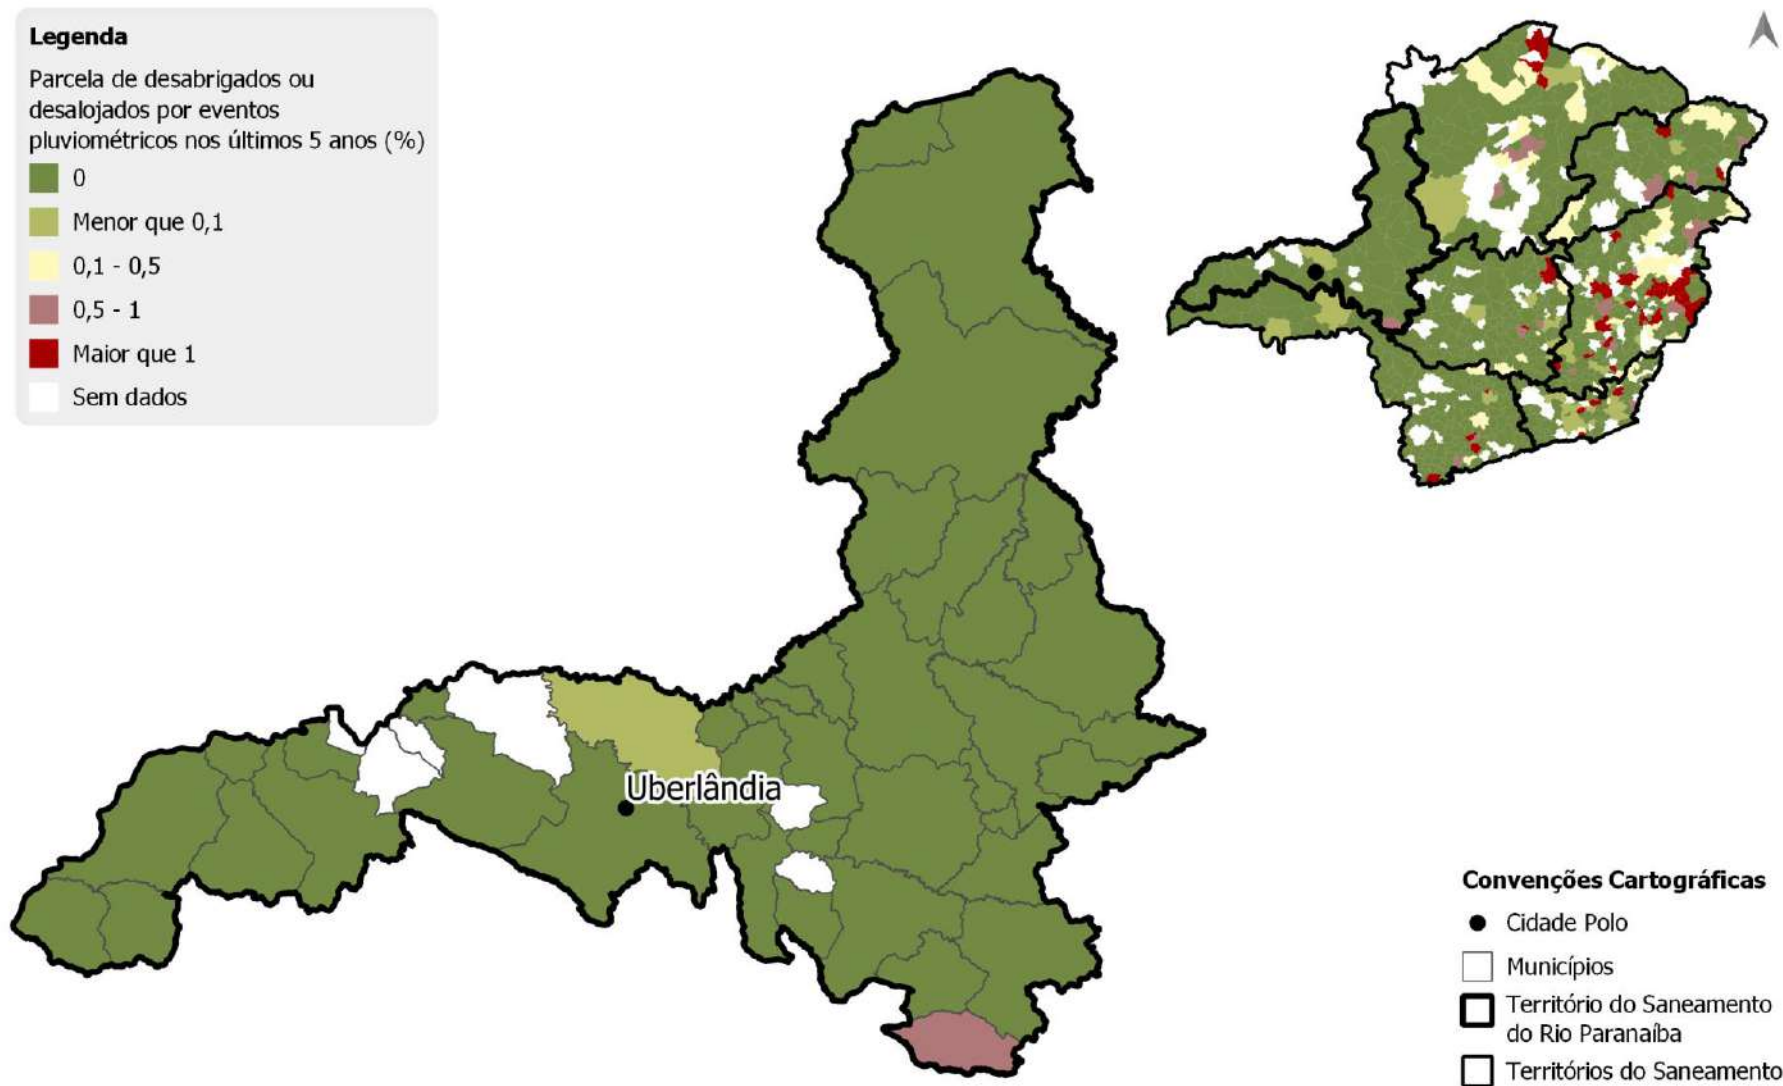 Legenda
Parcela de desabrigados ou
desalojados por eventos
pluviométricos nos últimos 5 anos (%)
0
Menor que 0,1
0,1 - 0,5
0,5 - 1
Maior que 1
Sem dados
Uberlândia
Convenções Cartográficas
Cidade Polo
Municípios
Território do Saneamento
do Rio Paranaíba
Territórios do Saneamento